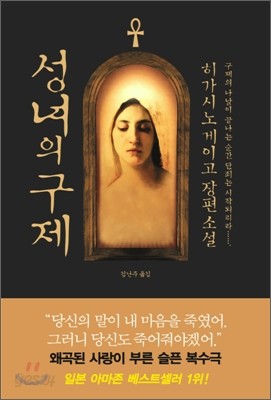 성녀의 구제
히가시노 게이고 장편소설
구제의 나날이 끝나는 순간 단죄는 시작되리라…….
김난주 옮김
“당신의 말이 내 마음을 죽였어.
그러니 당신도 죽어줘야겠어.”
왜곡된 사랑이 부른 슬픈 복수극
일본 아마존 베스트셀러 1위!
yes24.com